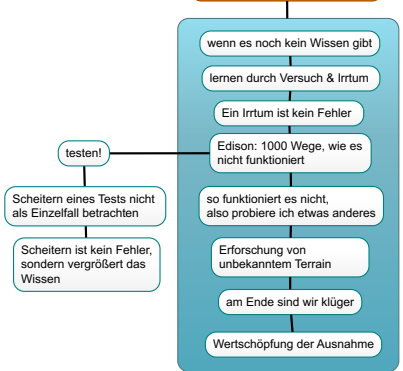 wenn es noch kein Wissen gibt
lernen durch Versuch & Irrtum
Ein Irrtum ist kein Fehler
Edison: 1000 Wege, wie es
nicht funktioniert
testen!
Scheitern eines Tests nicht
als Einzelfall betrachten
Scheitern ist kein Fehler,
sondern vergrößert das
Wissen
so funktioniert es nicht,
also probiere ich etwas anderes
Erforschung von
unbekanntem Terrain
am Ende sind wir klüger
Wertschöpfung der Ausnahme